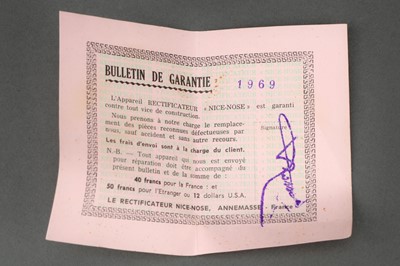 BULLETIN DE GARANTIE : 1969
L'Appareil RECTIFICATEUR « NICE-NOSE » est garanti
contre tout vice de construction.
Nous prenons à notre charge le remplace-
ment des pièces reconnues défectueuses par
nous, sauf incident et sans autre recours.
Signature :
Les frais d'envoi sont à la charge du client.
N.-B. — Tout appareil qui nous est envoyé
pour réparation doit être accompagné du
présent bulletin et de la somme de :
40 francs pour la France : et
50 francs pour l'Etranger ou 12 dollars U.S.A.
LE RECTIFICATEUR NICE-NOSE, ANNEMASSE - France